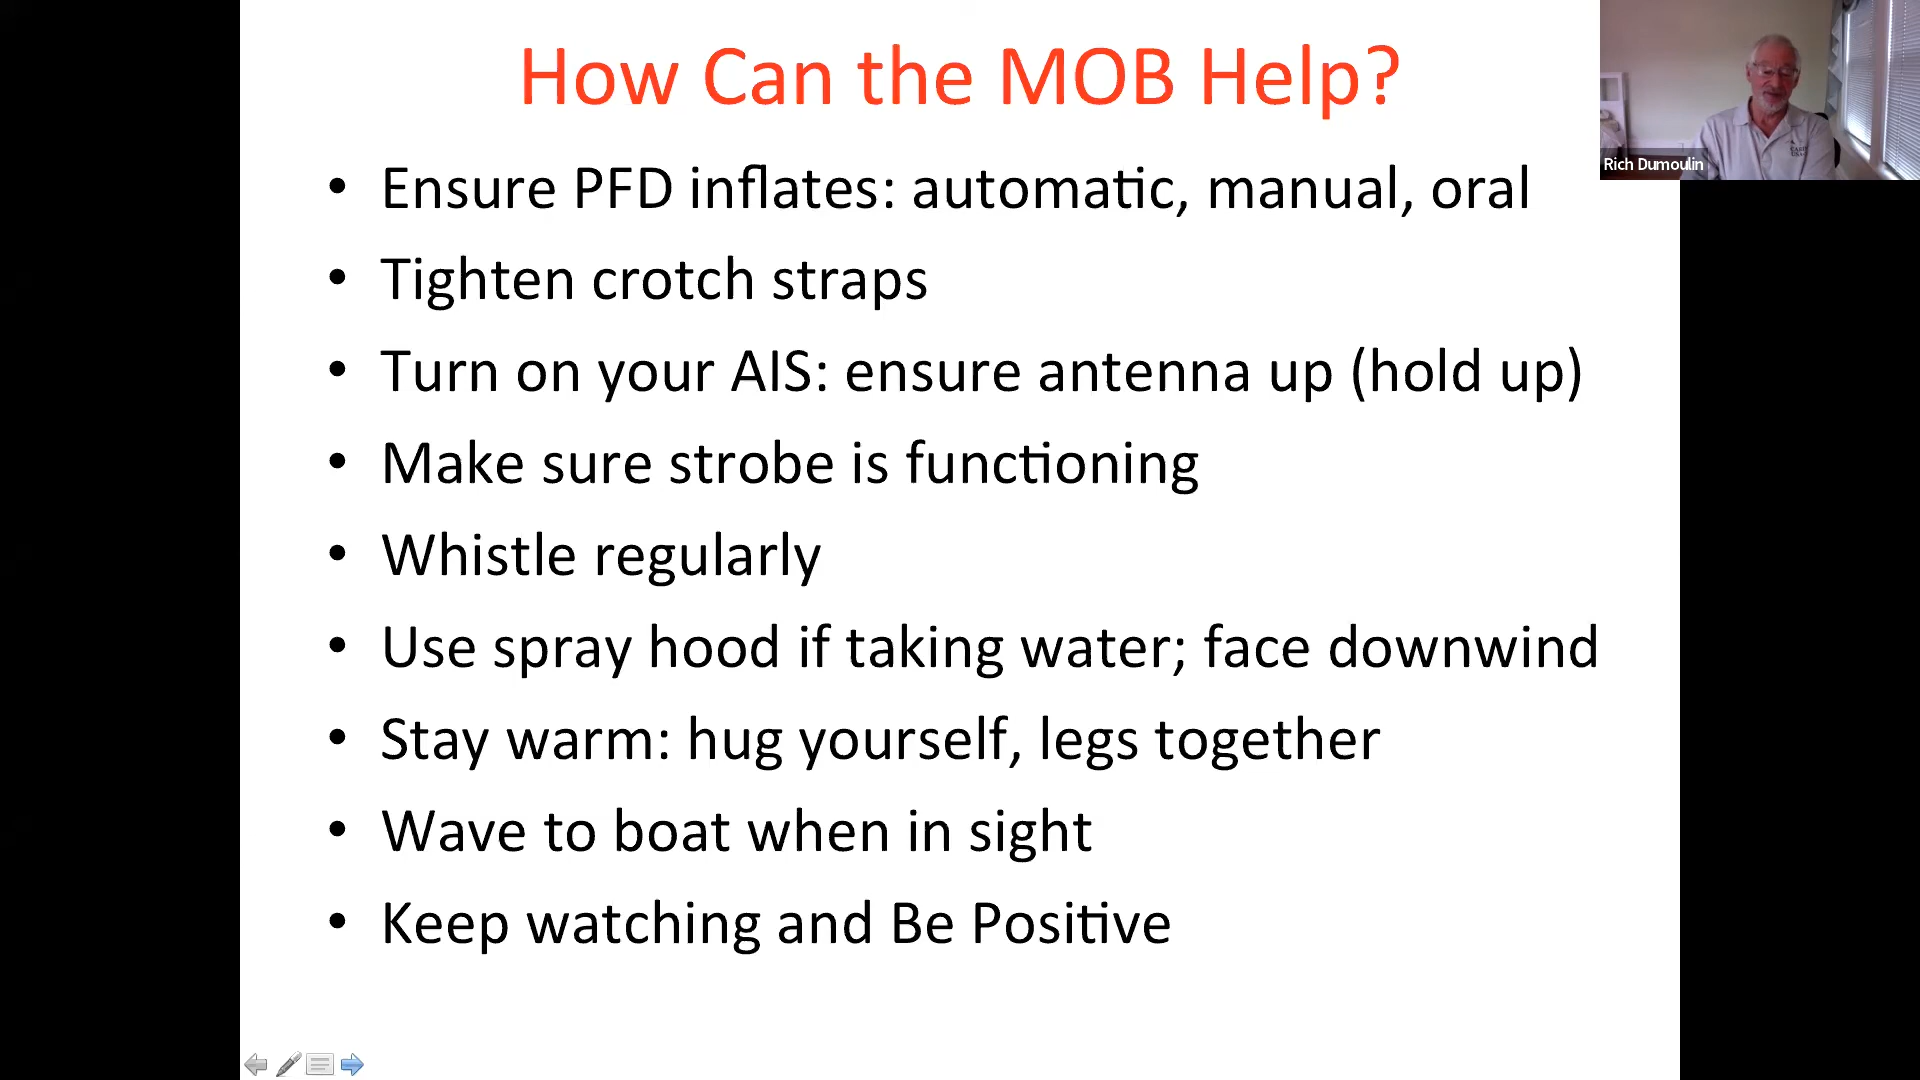 How Can the MOB Help?
• Ensure PFD inflates: automatic, manual, oral
• Tighten crotch straps
• Turn on your AIS: ensure antenna up (hold up)
• Make sure strobe is functioning
• Whistle regularly
• Use spray hood if taking water; face downwind
• Stay warm: hug yourself, legs together
• Wave to boat when in sight
• Keep watching and Be Positive
Rich Dumoulin